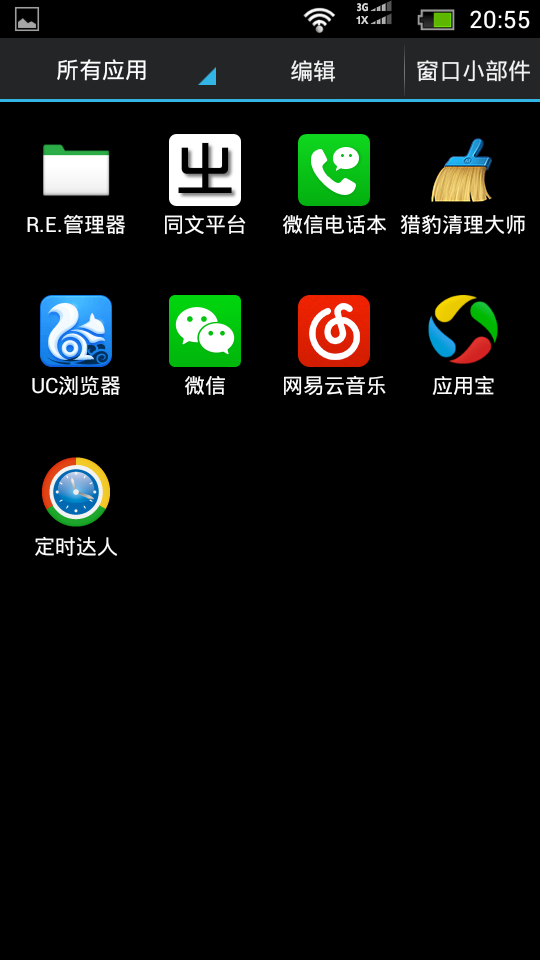 3G
1X
20:55
所有应用 编辑 窗口小部件
R.E.管理器 同文平台 微信电话本 猎豹清理大师
UC浏览器 微信 网易云音乐 应用宝
定时达人